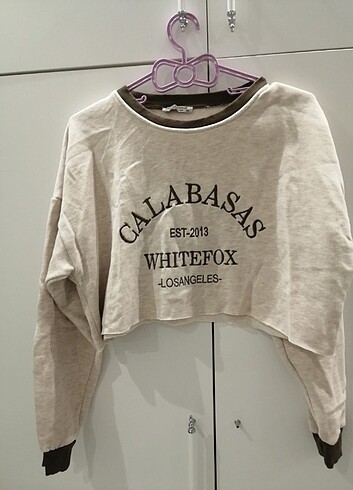 CALABASAS
EST-2013
WHITEFOX
-LOSANGELES-